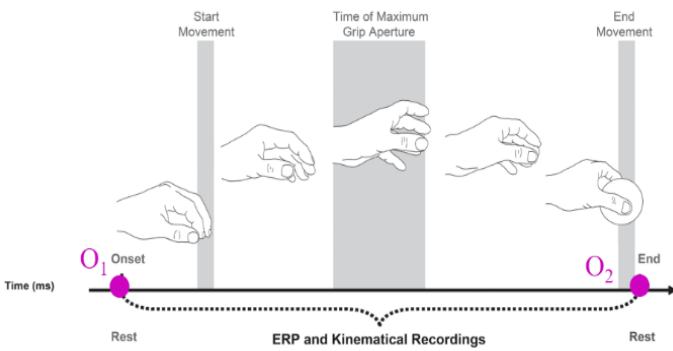 Start
Movement
Time of Maximum
Grip Aperture
End
Movement
O1 Onset
O2 End
Time (ms)
Rest
ERP and Kinematical Recordings
Rest